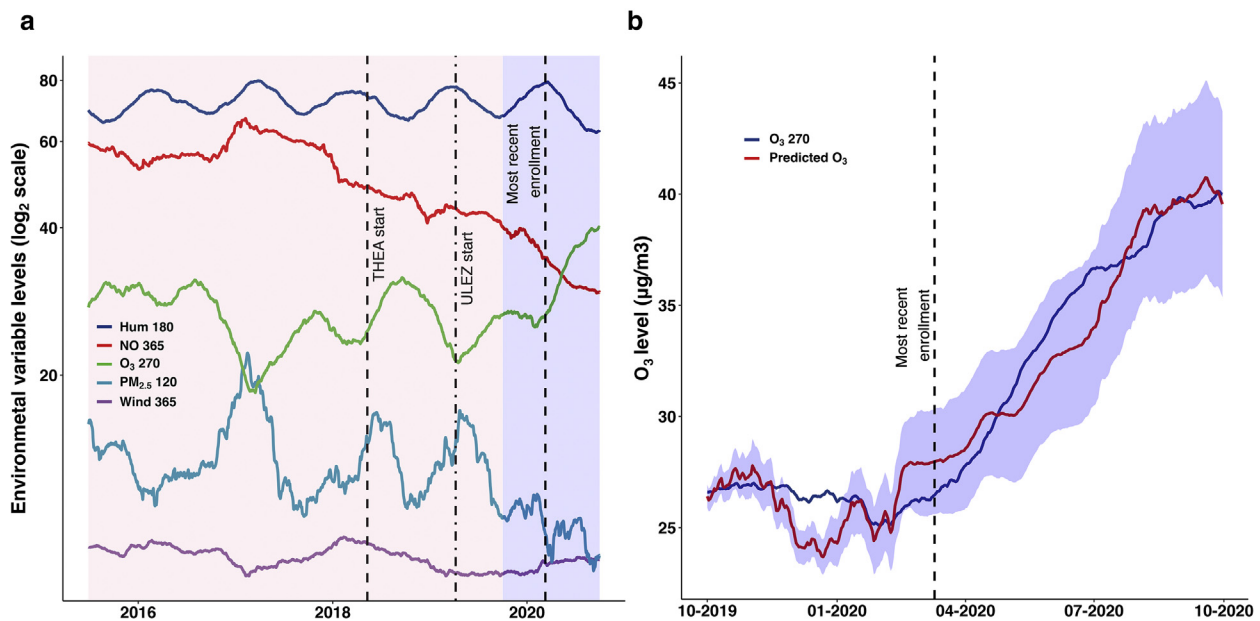 a
Environmetal variable levels (log2 scale)
80
60
40
20
Hum 180
NO 365
O3 270
PM2.5 120
Wind 365
THEA start
ULEZ start
Most recent
enrollment
2016
2018
2020
b
O3 level (µg/m3)
45
40
35
30
25
O3 270
Predicted O3
Most recent
enrollment
10-2019
01-2020
04-2020
07-2020
10-2020